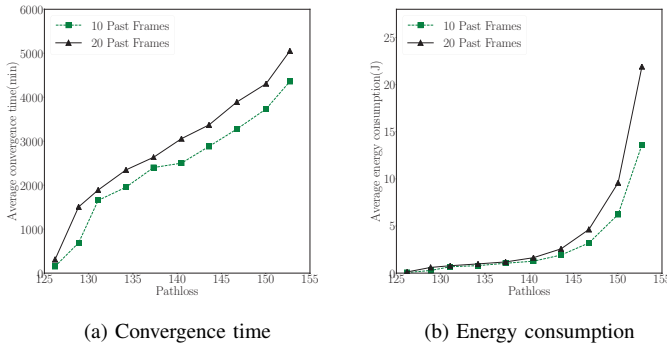 10 Past Frames
20 Past Frames
Average convergence time(min)
6000
5000
4000
3000
2000
1000
0
125 130 135 140 145 150 155
Pathloss
(a) Convergence time
10 Past Frames
20 Past Frames
Average energy consumption(J)
25
20
15
10
5
0
125 130 135 140 145 150 155
Pathloss
(b) Energy consumption